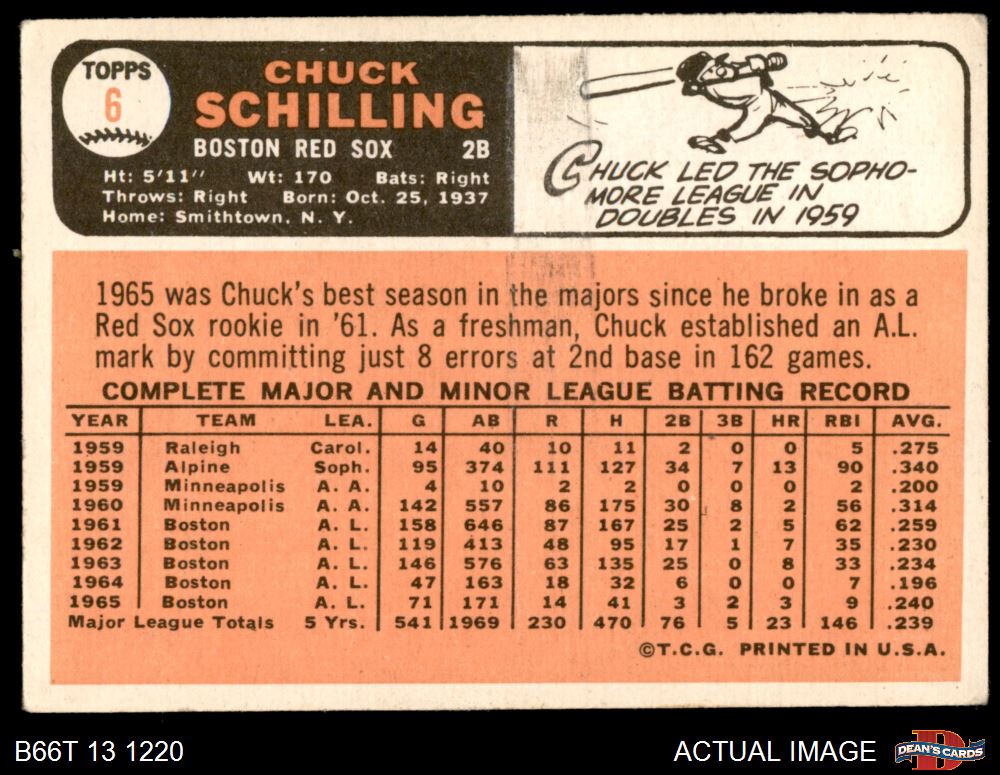 TOPPS
6
CHUCK
SCHILLING
BOSTON RED SOX 2B
Ht: 5'11" Wt: 170 Bats: Right
Throws: Right Born: Oct. 25, 1937
Home: Smithtown, N. Y.
CHUCK LED THE SOPHO-
MORE LEAGUE IN
DOUBLES IN 1959
1965 was Chuck's best season in the majors since he broke in as a
Red Sox rookie in '61. As a freshman, Chuck established an A.L.
mark by committing just 8 errors at 2nd base in 162 games.
COMPLETE MAJOR AND MINOR LEAGUE BATTING RECORD
YEAR TEAM LEA. G AB R H 2B 3B HR RBI AVG.
1959 Raleigh Carol. 14 40 10 11 2 0 0 5 .275
1959 Alpine Soph. 95 374 111 127 34 7 13 90 .340
1959 Minneapolis A. A. 4 10 2 2 0 0 0 2 .200
1960 Minneapolis A. A. 142 557 86 175 30 8 2 56 .314
1961 Boston A. L. 158 646 87 167 25 2 5 62 .259
1962 Boston A. L. 119 413 48 95 17 1 7 35 .230
1963 Boston A. L. 146 576 63 135 25 0 8 33 .234
1964 Boston A. L. 47 163 18 32 6 0 0 7 .196
1965 Boston A. L. 71 171 14 41 3 2 3 9 .240
Major League Totals 5 Yrs. 541 1969 230 470 76 5 23 146 .239
©T.C.G. PRINTED IN U.S.A.
B66T 13 1220
ACTUAL IMAGE
D
DEAN'S CARDS